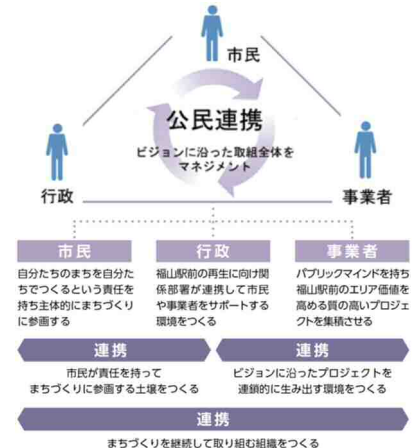 市民
公民連携
ビジョンに沿った取組全体を
マネジメント
行政
事業者
市民
自分たちのまちを自分た
ちでつくるという責任を
持ち主体的にまちづくり
に参画する
行政
福山駅前の再生に向け関
係部署が連携して市民
や事業者をサポートする
環境をつくる
事業者
パブリックマインドを持ち
福山駅前のエリア価値を
高める質の高いプロジェ
クトを集積させる
連携
市民が責任を持って
まちづくりに参画する土壌をつくる
連携
ビジョンに沿ったプロジェクトを
連鎖的に生み出す環境をつくる
連携
まちづくりを継続して取り組む組織をつくる